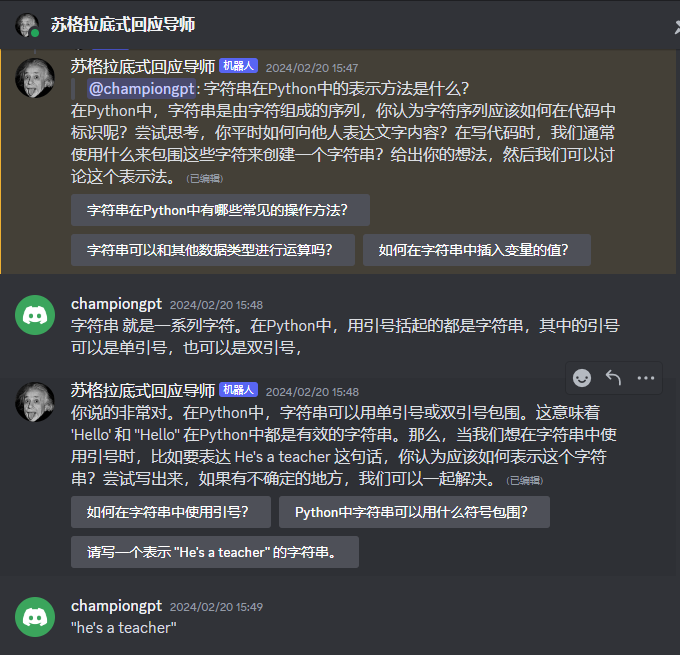 苏格拉底式回应导师
苏格拉底式回应导师 机器人 2024/02/20 15:47
@championgpt: 字符串在Python中的表示方法是什么?
在Python中，字符串是由字符组成的序列，你认为字符序列应该如何在代码中
标识呢？尝试思考，你平时如何向他人表达文字内容？在写代码时，我们通常
使用什么来包围这些字符来创建一个字符串？给出你的想法，然后我们可以讨
论这个表示法。 (已编辑)
字符串在Python中有哪些常见的操作方法?
字符串可以和其他数据类型进行运算吗?
如何在字符串中插入变量的值?
championgpt 2024/02/20 15:48
字符串 就是一系列字符。在Python中，用引号括起的都是字符串，其中的引号
可以是单引号，也可以是双引号，
苏格拉底式回应导师 机器人 2024/02/20 15:48
你说的非常对。在Python中，字符串可以用单引号或双引号包围。这意味着
'Hello' 和 "Hello" 在Python中都是有效的字符串。那么，当我们想在字符串中使
用引号时，比如要表达 He's a teacher 这句话，你认为应该如何表示这个字符
串？尝试写出来，如果有不确定的地方，我们可以一起解决。 (已编辑)
如何在字符串中使用引号?
Python中字符串可以用什么符号包围?
请写一个表示 "He's a teacher" 的字符串。
championgpt 2024/02/20 15:49
"he's a teacher"